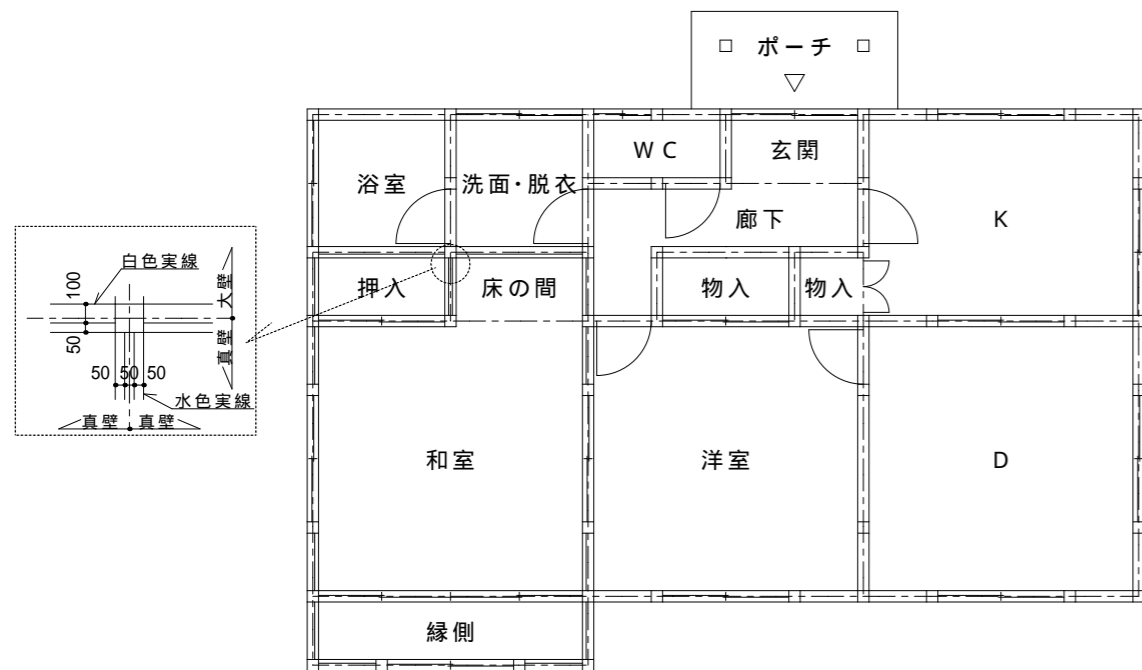 ポーチ
WC
玄関
浴室
洗面・脱衣
廊下
K
押入
床の間
物入
物入
和室
洋室
D
縁側
白色実線
100
大壁
50
真壁
50
50
50
水色実線
真壁
真壁